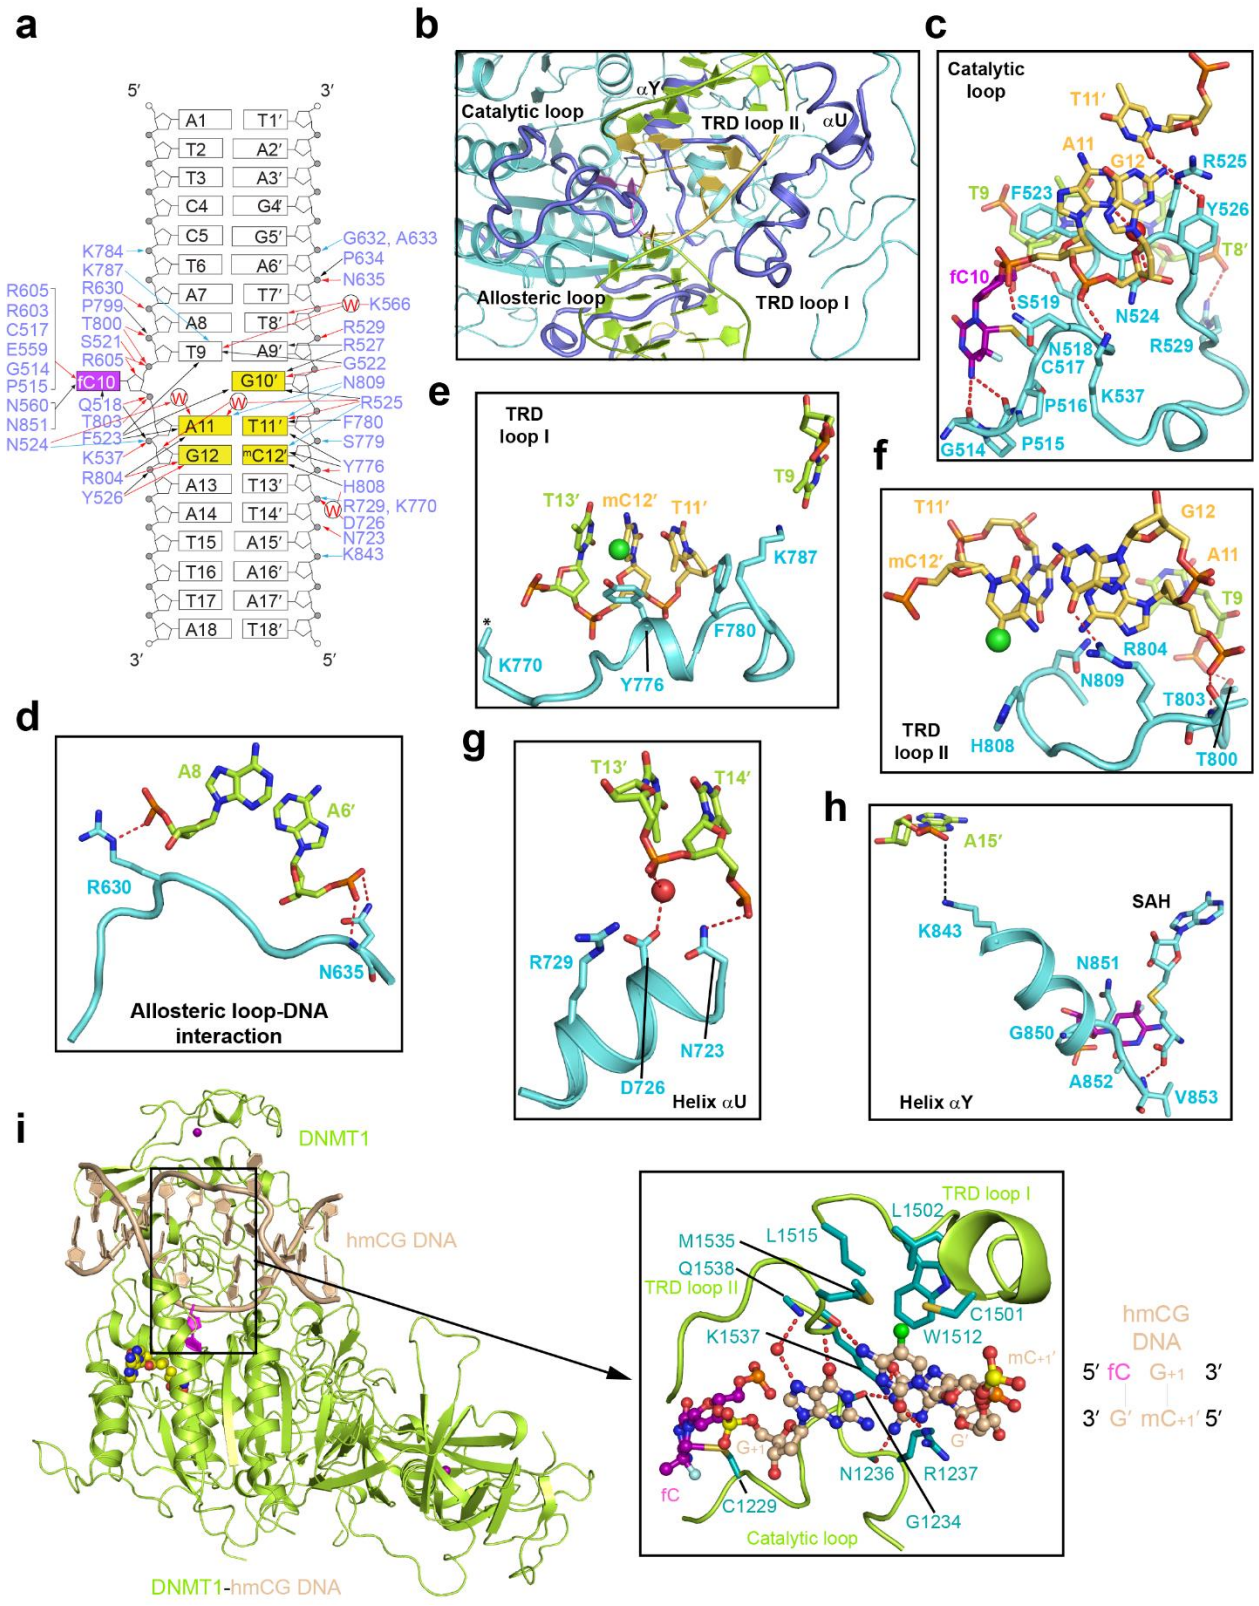 a
5′ 3′
A1 T1′
T2 A2′
T3 A3′
C4 G4′
C5 G5′
T6 A6′
A7 T7′
A8 T8′
T9 A9′
fC10 G10′
A11 T11′
G12 mC12′
A13 T13′
A14 T14′
T15 A15′
T16 A16′
T17 A17′
A18 T18′
3′ 5′
K784
K787
R630
P799
T800
S521
R605
R605
R603
C517
E559
G514
P515
N560
N851
N524
Q518
T803
F523
K537
R804
Y526
W
W
W
W
G632, A633
P634
N635
K566
R529
R527
G522
N809
R525
F780
S779
Y776
H808
R729, K770
D726
N723
K843
b
αY
Catalytic loop
TRD loop II
αU
Allosteric loop
TRD loop I
c
Catalytic
loop
T11′
A11
G12
R525
T9
F523
Y526
T8′
fC10
S519
N524
N518
R529
C517
K537
P516
G514
P515
d
A8
A6′
R630
N635
Allosteric loop-DNA
interaction
e
TRD
loop I
T9
T13′
mC12′
T11′
K787
*
F780
K770
Y776
f
T11′
G12
mC12′
A11
T9
R804
N809
T803
TRD
loop II
H808
T800
g
T13′
T14′
R729
N723
D726
Helix αU
h
A15′
SAH
K843
N851
G850
A852
V853
Helix αY
i
DNMT1
hmCG DNA
DNMT1-hmCG DNA
TRD loop I
L1502
L1515
M1535
Q1538
TRD loop II
C1501
K1537
W1512
mC+1′
G+1
G′
N1236
R1237
fC
C1229
G1234
Catalytic loop
hmCG
DNA
5′ fC G+1 3′
3′ G′ mC+1′ 5′